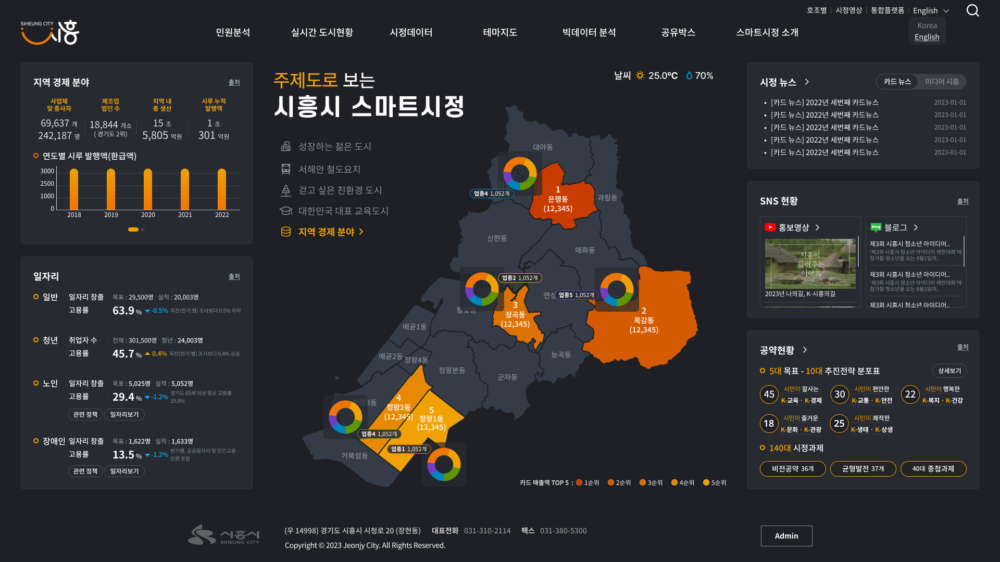 호조별
시정영상
통합플랫폼
English
Korea
English
SIHEUNG CITY
시흥
민원분석
실시간 도시현황
시정데이터
테마지도
빅데이터 분석
공유박스
스마트시정 소개
지역 경제 분야
출처
사업체
및 종사자
69,637 개
242,187 명
제조업
법인 수
18,844 개소
( 경기도 2위)
지역 내
총 생산
15 조
5,805 억원
시루 누적
발행액
1 조
301 억원
연도별 시루 발행액(환급액)
3000
2500
1000
0
2018
2019
2020
2021
2022
일자리
출처
일반
일자리 창출
목표 : 29,500명 실적 : 20,003명
고용률
63.9 %
-0.5%
직전(반기 별) 조사보다 0.5% 하락
청년
취업자 수
전체 : 301,500명 청년 : 24,003명
고용률
45.7 %
0.4%
직전(반기 별) 조사보다 0.4% 상승
노인
일자리 창출
목표 : 5,025명 실적 : 5,052명
고용률
29.4 %
-1.2%
경기도 65세 이상 평균 고용률
29.8%
관련 정책
일자리보기
장애인
일자리 창출
목표 : 1,622명 실적 : 1,633명
고용률
13.5 %
-1.2%
반기별, 공공일자리 및 민간고용
인원 포함
관련 정책
일자리보기
주제도로 보는
시흥시 스마트시정
날씨
25.0℃
70%
성장하는 젊은 도시
서해안 철도요지
걷고 싶은 친환경 도시
대한민국 대표 교육도시
지역 경제 분야
대야동
업종4 1,052개
1
은행동
(12,345)
과림동
신현동
매화동
업종2 1,052개
업종5 1,052개
3
장곡동
(12,345)
2
목감동
(12,345)
월곶동
배곧1동
배곧2동
정왕4동
정왕본동
군자동
능곡동
4
정왕2동
(12,345)
5
정왕1동
(12,345)
업종4 1,052개
업종1 1,052개
거북섬동
카드 매출액 TOP 5 :
1순위
2순위
3순위
4순위
5순위
시정 뉴스
카드 뉴스
미디어 시흥
• [카드 뉴스] 2022년 세번째 카드뉴스 2023-01-01
• [카드 뉴스] 2022년 세번째 카드뉴스 2023-01-01
• [카드 뉴스] 2022년 세번째 카드뉴스 2023-01-01
• [카드 뉴스] 2022년 세번째 카드뉴스 2023-01-01
• [카드 뉴스] 2022년 세번째 카드뉴스 2023-01-01
SNS 현황
출처
홍보영상
시흥이
들려주는
이야기
2023년 나의길, K-시흥의길
blog
블로그
제3회 시흥시 청소년 아이디어..
'제3회 시흥시 청소년 아이디어 제안대회'에
참가할 청소년을 오는 8월1일까..
제3회 시흥시 청소년 아이디어..
'제3회 시흥시 청소년 아이디어 제안대회'에
참가할 청소년을 오는 8월1일까..
제3회 시흥시 청소년 아이디어..
공약현황
출처
5대 목표 - 10대 추진전략 분포표
상세보기
45
시민이 잘사는
K-교육 · K-경제
30
시민이 편안한
K-교통 · K-안전
22
시민이 행복한
K-복지 · K-건강
18
시민이 즐거운
K-문화 · K-관광
25
시민이 쾌적한
K-생태 · K-상생
140대 시정과제
비전공약 36개
균형발전 37개
40대 중첩과제
시흥시
SIHEUNG CITY
(우 14998) 경기도 시흥시 시청로 20 (장현동) 대표전화 031-310-2114 팩스 031-380-5300
Copyright © 2023 Jeonjy City. All Rights Reserved.
Admin